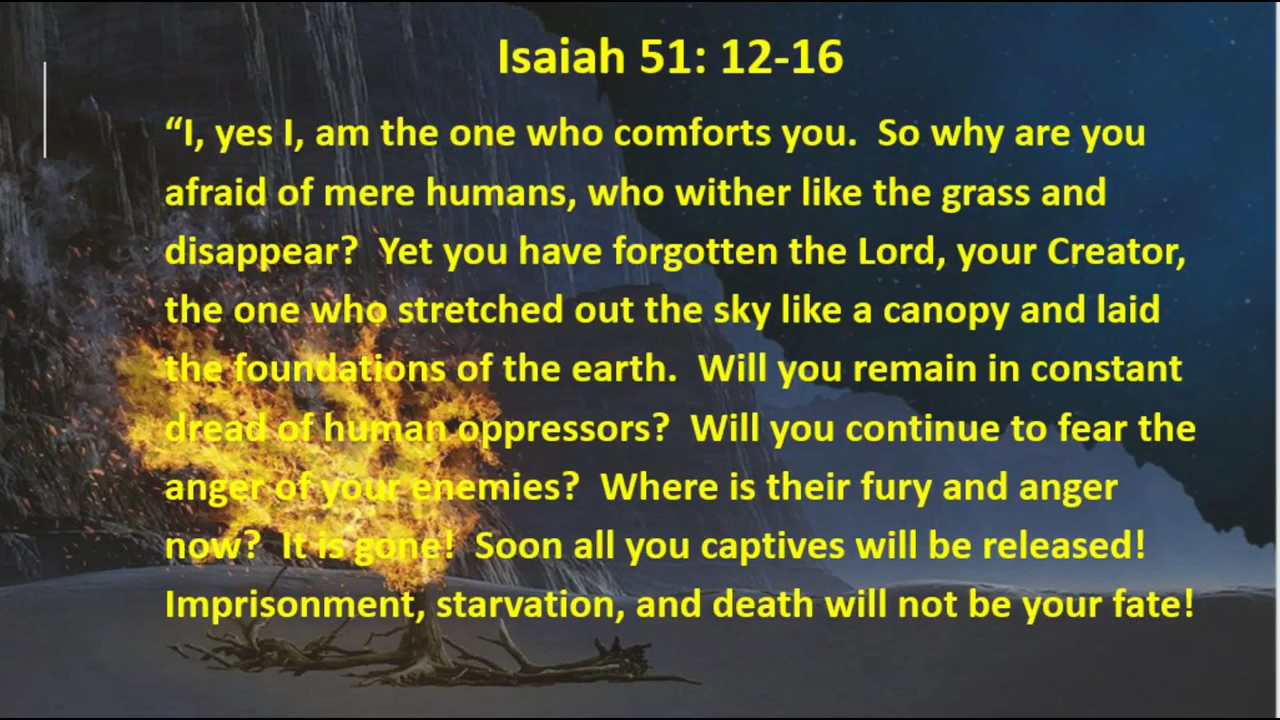 Isaiah 51: 12-16
“I, yes I, am the one who comforts you.  So why are you
afraid of mere humans, who wither like the grass and
disappear?  Yet you have forgotten the Lord, your Creator,
the one who stretched out the sky like a canopy and laid
the foundations of the earth.  Will you remain in constant
dread of human oppressors?  Will you continue to fear the
anger of your enemies?  Where is their fury and anger
now?  It is gone!  Soon all you captives will be released!
Imprisonment, starvation, and death will not be your fate!